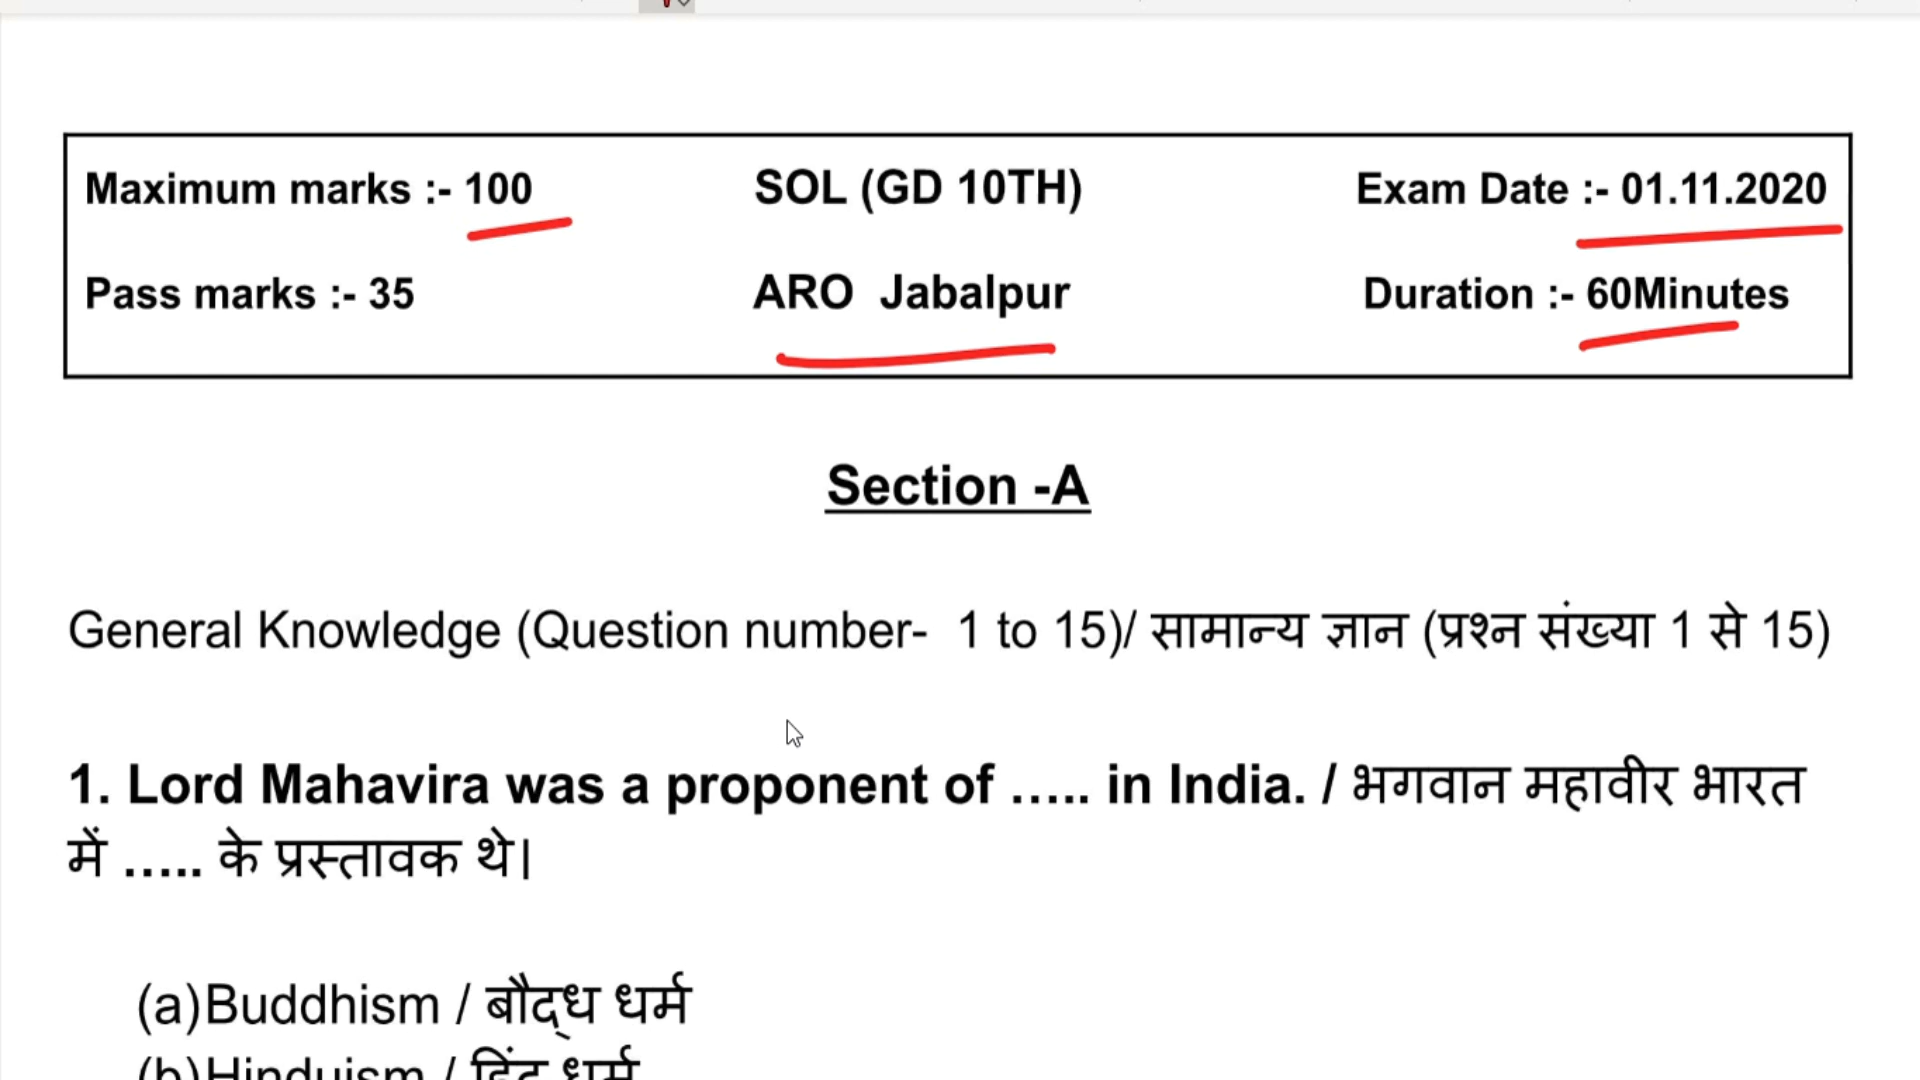 Maximum marks :- 100 SOL (GD 10TH) Exam Date :- 01.11.2020
Pass marks :- 35 ARO Jabalpur Duration :- 60Minutes
Section -A
General Knowledge (Question number- 1 to 15)/ सामान्य ज्ञान (प्रश्न संख्या 1 से 15)
1. Lord Mahavira was a proponent of ..... in India. / भगवान महावीर भारत
में ..... के प्रस्तावक थे|
(a)Buddhism / बौद्ध धर्म
(b)Hinduism / हिंदू धर्म